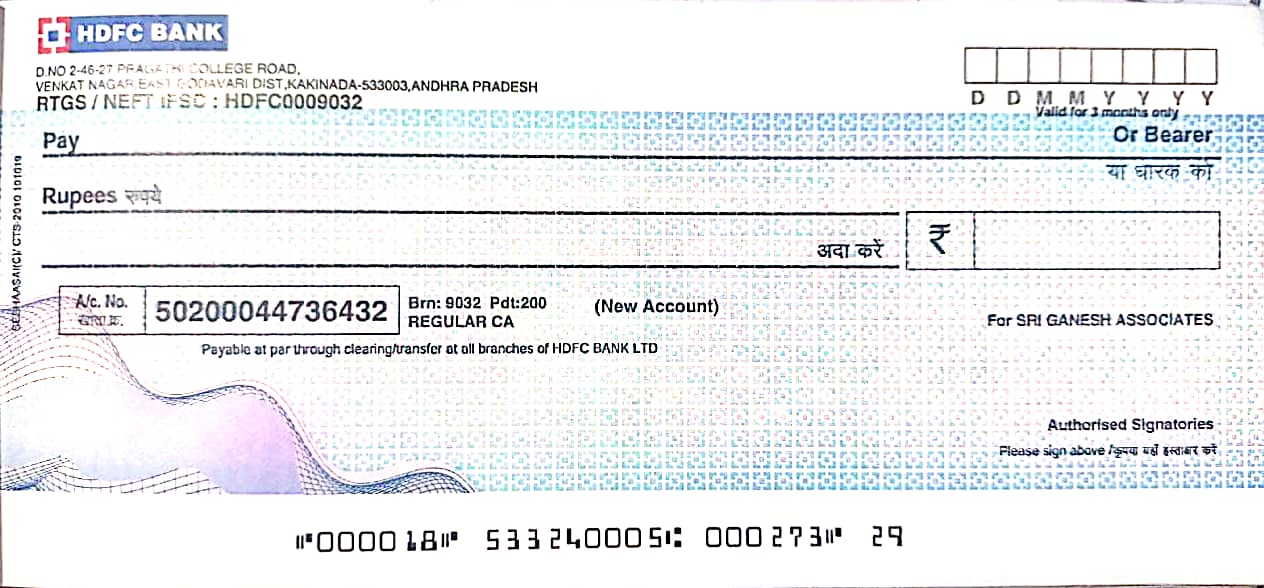 HDFC BANK
D.NO 2-46-27 PRAGATHI COLLEGE ROAD,
VENKAT NAGAR EAST GODAVARI DIST,KAKINADA-533003,ANDHRA PRADESH
RTGS / NEFT IFSC : HDFC0009032
D D M M Y Y Y Y
Valid for 3 months only
Pay
Or Bearer
या धारक को
Rupees रुपये
अदा करें
₹
A/c. No.
खाता क्र.
50200044736432
Brn: 9032 Pdt:200
REGULAR CA
(New Account)
For SRI GANESH ASSOCIATES
Payable at par through clearing/transfer at all branches of HDFC BANK LTD
Authorised Signatories
Please sign above /कृपया यहाँ हस्ताक्षर करें
CTS-2010
⑈000018⑈ 533240005⑆ 000273⑈ 29